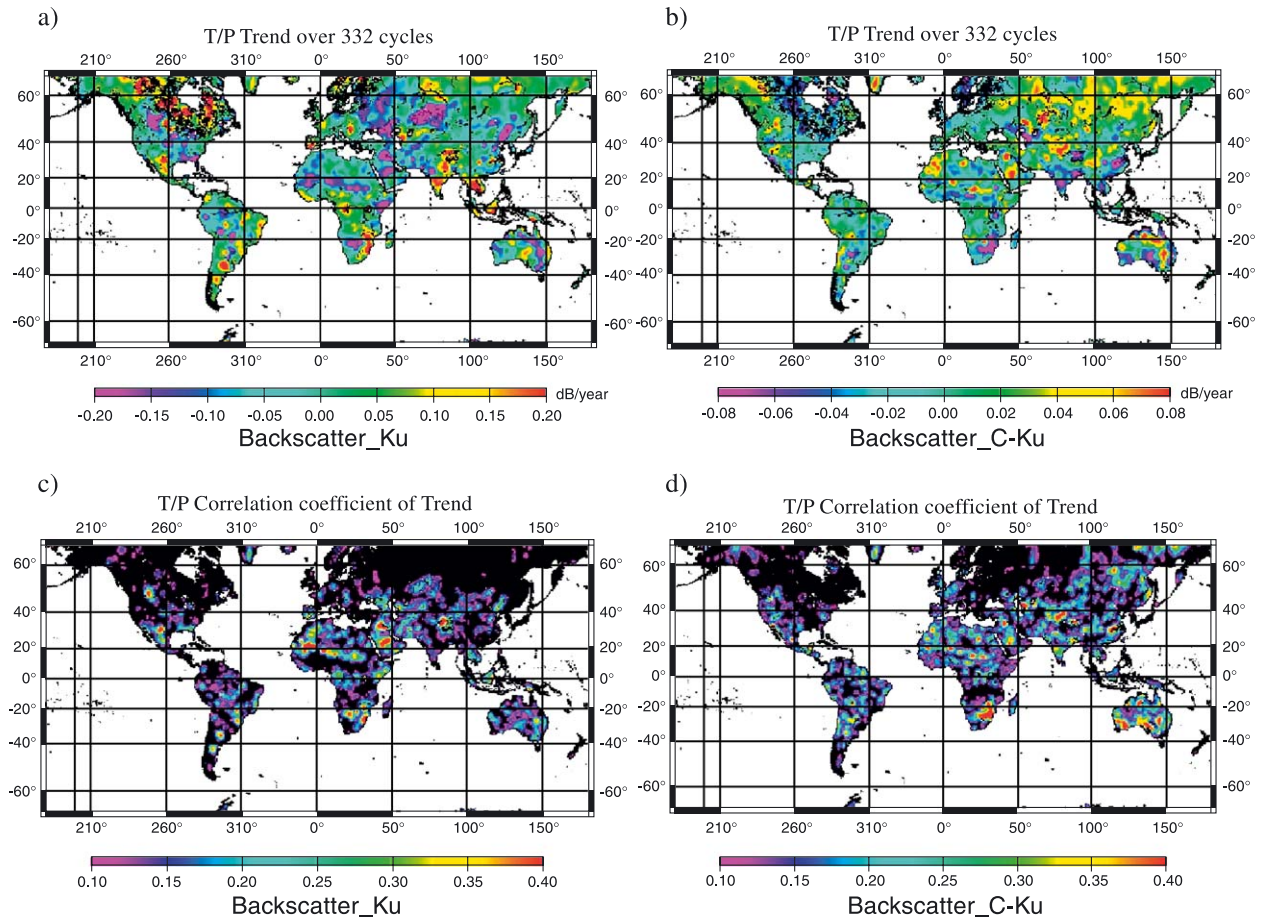 a)
T/P Trend over 332 cycles
210° 260° 310° 0° 50° 100° 150°
60° 60°
40° 40°
20° 20°
0° 0°
-20° -20°
-40° -40°
-60° -60°
210° 260° 310° 0° 50° 100° 150°
dB/year
-0.20 -0.15 -0.10 -0.05 0.00 0.05 0.10 0.15 0.20
Backscatter_Ku
b)
T/P Trend over 332 cycles
210° 260° 310° 0° 50° 100° 150°
60° 60°
40° 40°
20° 20°
0° 0°
-20° -20°
-40° -40°
-60° -60°
210° 260° 310° 0° 50° 100° 150°
dB/year
-0.08 -0.06 -0.04 -0.02 0.00 0.02 0.04 0.06 0.08
Backscatter_C-Ku
c)
T/P Correlation coefficient of Trend
210° 260° 310° 0° 50° 100° 150°
60° 60°
40° 40°
20° 20°
0° 0°
-20° -20°
-40° -40°
-60° -60°
210° 260° 310° 0° 50° 100° 150°
0.10 0.15 0.20 0.25 0.30 0.35 0.40
Backscatter_Ku
d)
T/P Correlation coefficient of Trend
210° 260° 310° 0° 50° 100° 150°
60° 60°
40° 40°
20° 20°
0° 0°
-20° -20°
-40° -40°
-60° -60°
210° 260° 310° 0° 50° 100° 150°
0.10 0.15 0.20 0.25 0.30 0.35 0.40
Backscatter_C-Ku